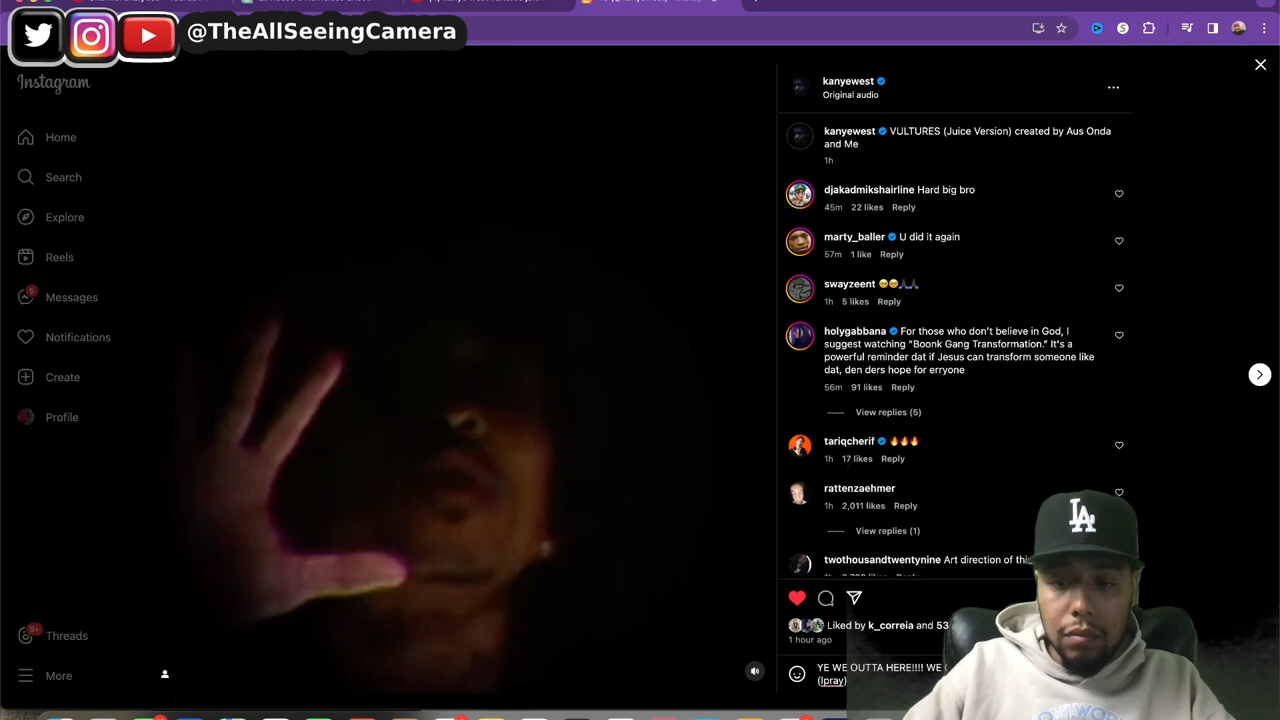 @TheAllSeeingCamera
Instagram
Home
Search
Explore
Reels
5
Messages
Notifications
Create
Profile
9+
Threads
More
kanyewest
Original audio
kanyewest VULTURES (Juice Version) created by Aus Onda
and Me
1h
djakadmikshairline Hard big bro
45m 22 likes Reply
marty_baller U did it again
57m 1 like Reply
swayzeent 🥹🥹🙏🏿🙏🏿
1h 5 likes Reply
holygabbana For those who don't believe in God, I
suggest watching "Boonk Gang Transformation." It's a
powerful reminder dat if Jesus can transform someone like
dat, den ders hope for erryone
56m 91 likes Reply
View replies (5)
tariqcherif 🔥🔥🔥
1h 17 likes Reply
rattenzaehmer
1h 2,011 likes Reply
View replies (1)
twothousandtwentynine Art direction of this
Liked by k_correia and 53
1 hour ago
YE WE OUTTA HERE!!!! WE
(Ipray)
LA